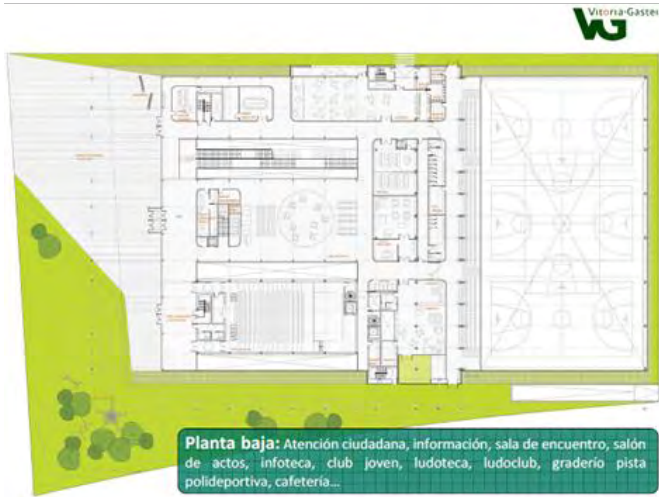 Vitoria-Gastei
VG
Planta baja: Atención ciudadana, información, sala de encuentro, salón
de actos, infoteca, club joven, ludoteca, ludoclub, graderío pista
polideportiva, cafetería...